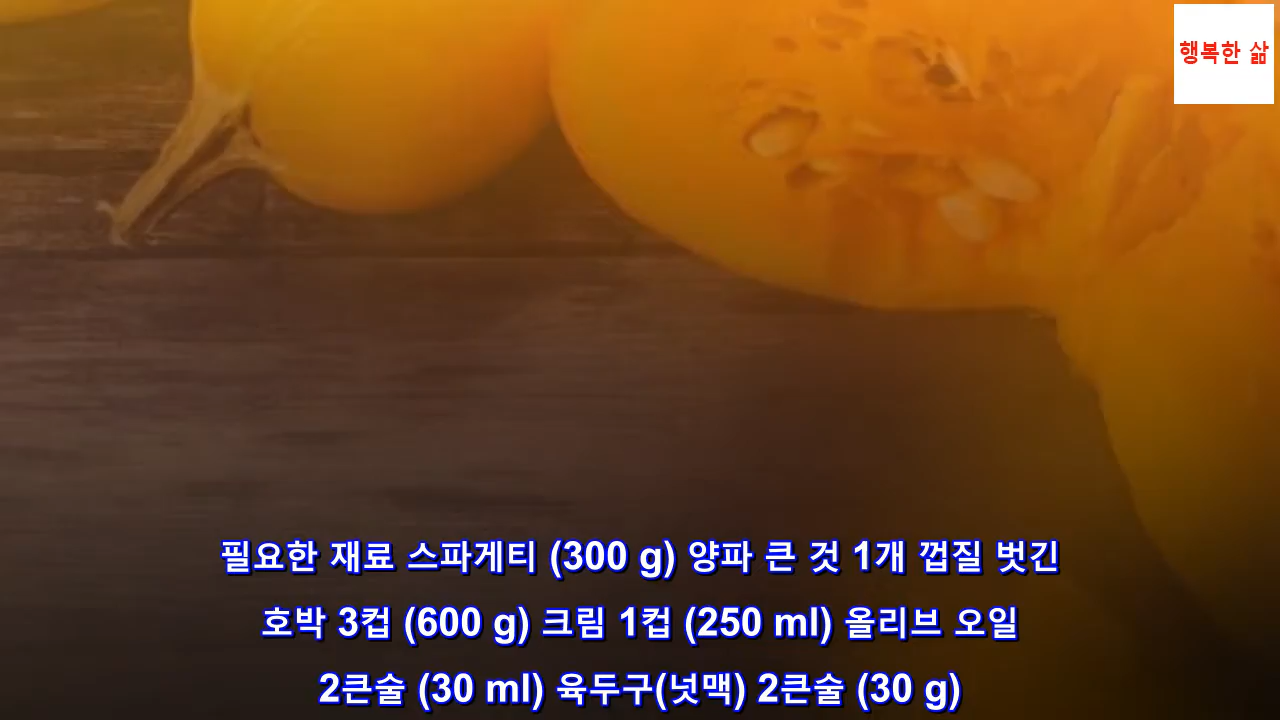 행복한 삶
필요한 재료 스파게티 (300 g) 양파 큰 것 1개 껍질 벗긴
호박 3컵 (600 g) 크림 1컵 (250 ml) 올리브 오일
2큰술 (30 ml) 육두구(넛맥) 2큰술 (30 g)